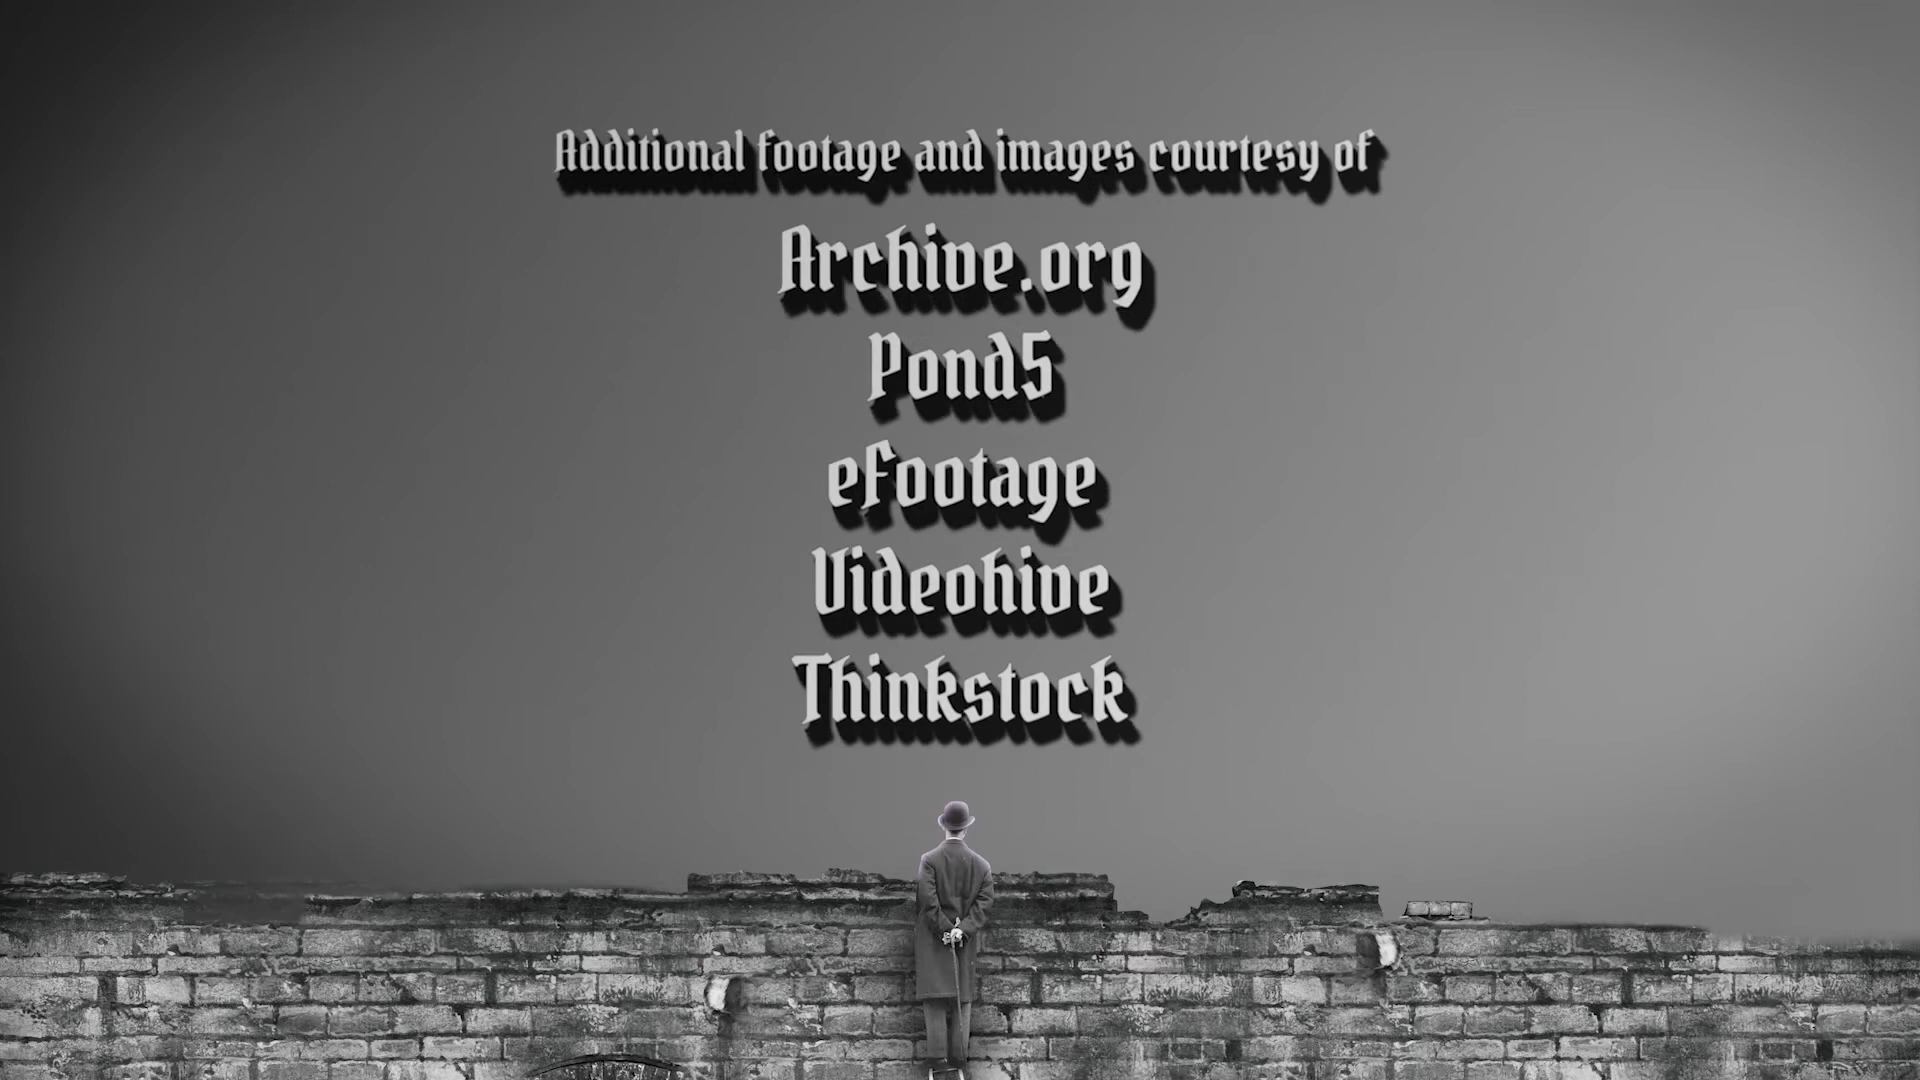 Additional footage and images courtesy of
Archive.org
Pond5
eFootage
Videohive
Thinkstock